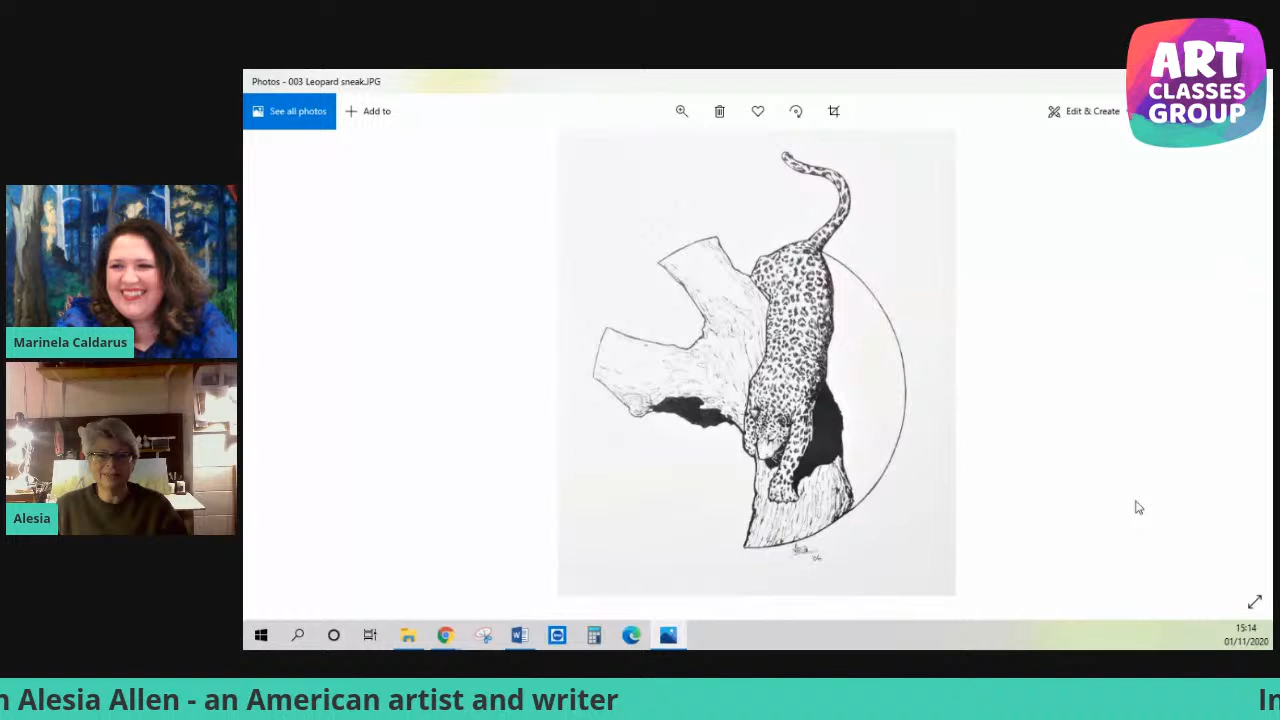 ART
CLASSES
GROUP
Photos - 003 Leopard sneak.JPG
See all photos
Add to
Edit & Create
Marinela Caldarus
Alesia
15:14
01/11/2020
n Alesia Allen - an American artist and writer
In